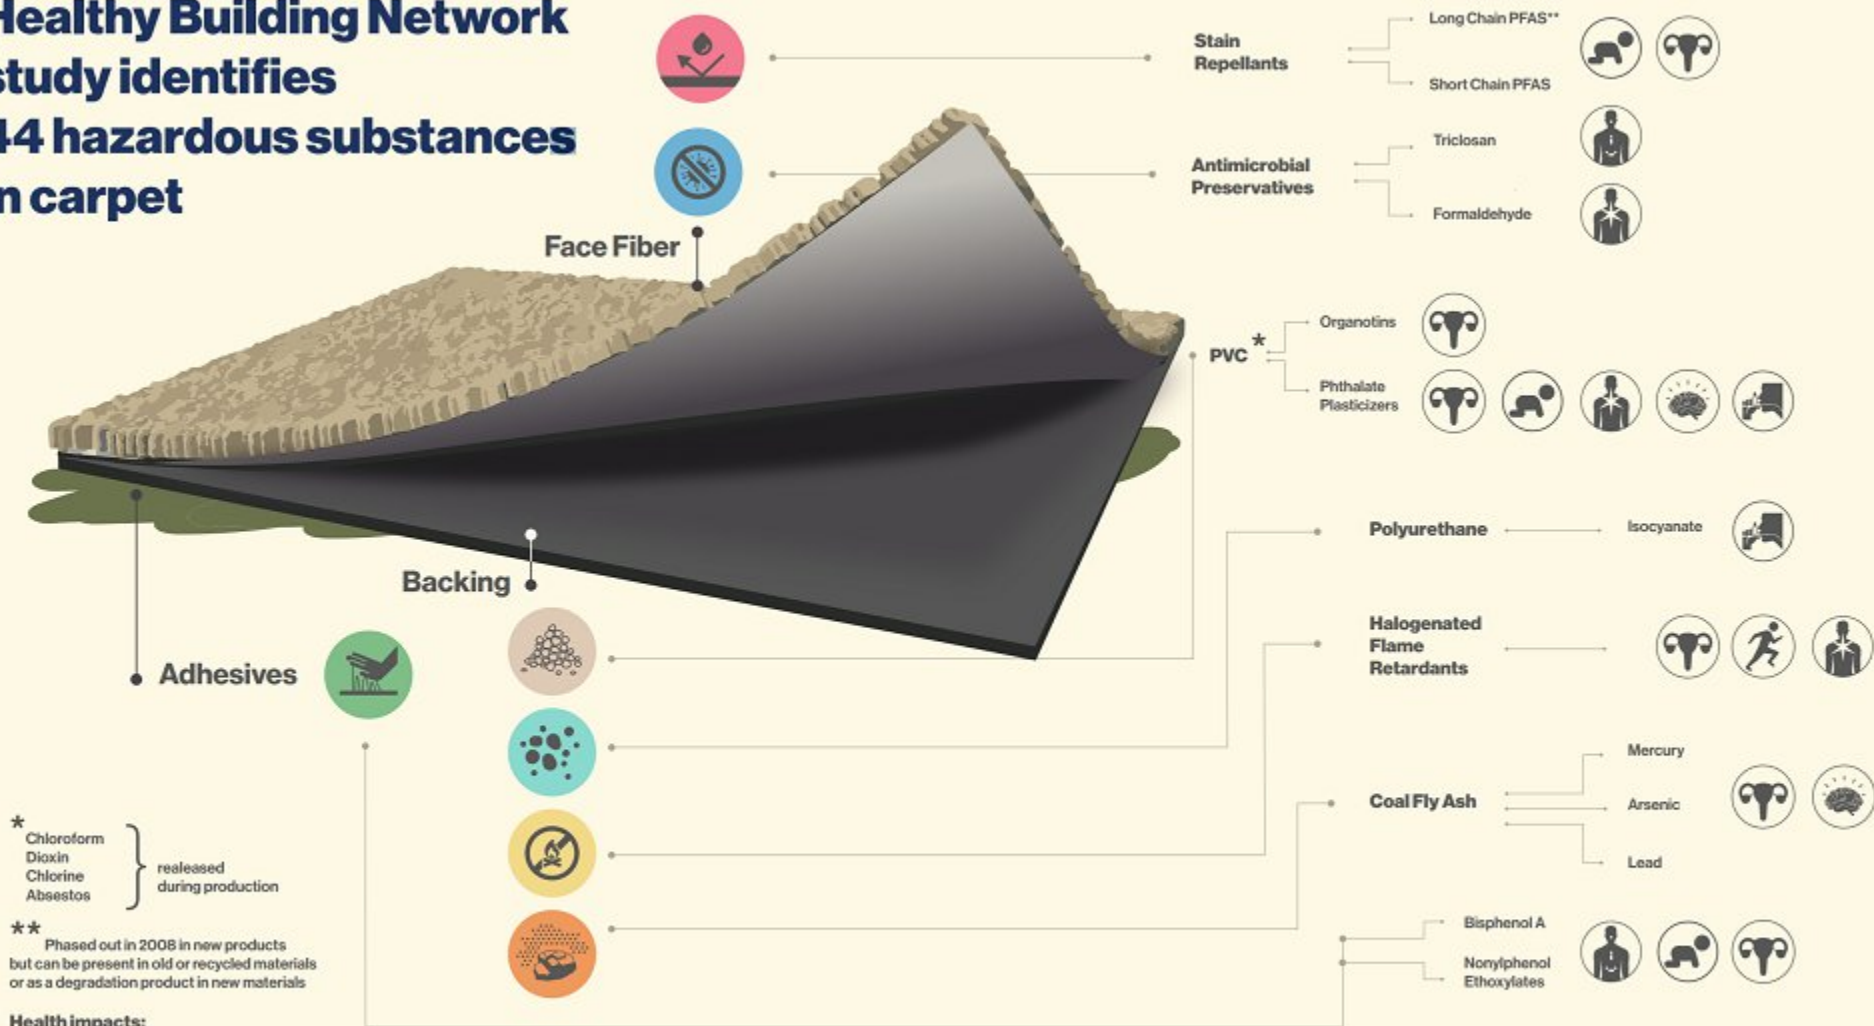 Healthy Building Network
study identifies
44 hazardous substances
in carpet
Stain
Repellants
Long Chain PFAS**
Short Chain PFAS
Antimicrobial
Preservatives
Triclosan
Formaldehyde
Face Fiber
PVC *
Organotins
Phthalate
Plasticizers
Polyurethane
Isocyanate
Backing
Halogenated
Flame
Retardants
Adhesives
Coal Fly Ash
Mercury
Arsenic
Lead
Bisphenol A
Nonylphenol
Ethoxylates
*
Chloroform
Dioxin
Chlorine
Absestos
realeased
during production
**
Phased out in 2008 in new products
but can be present in old or recycled materials
or as a degradation product in new materials
Health impacts: